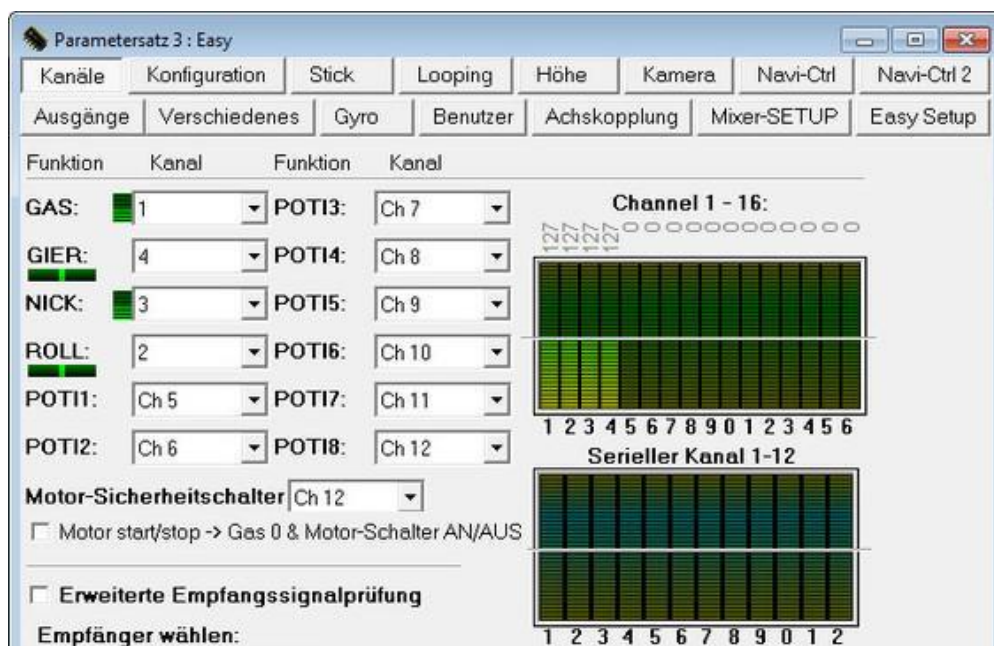 Parametersatz 3 : Easy
Kanäle Konfiguration Stick Looping Höhe Kamera Navi-Ctrl Navi-Ctrl 2
Ausgänge Verschiedenes Gyro Benutzer Achskopplung Mixer-SETUP Easy Setup
Funktion Kanal Funktion Kanal
GAS: 1 POTI3: Ch 7
GIER: 4 POTI4: Ch 8
NICK: 3 POTI5: Ch 9
ROLL: 2 POTI6: Ch 10
POTI1: Ch 5 POTI7: Ch 11
POTI2: Ch 6 POTI8: Ch 12
Motor-Sicherheitschalter Ch 12
Motor start/stop -> Gas 0 & Motor-Schalter AN/AUS
Erweiterte Empfangssignalprüfung
Empfänger wählen:
Channel 1 - 16:
127 127 127 127 0 0 0 0 0 0 0 0 0 0 0 0
1 2 3 4 5 6 7 8 9 0 1 2 3 4 5 6
Serieller Kanal 1-12
1 2 3 4 5 6 7 8 9 0 1 2